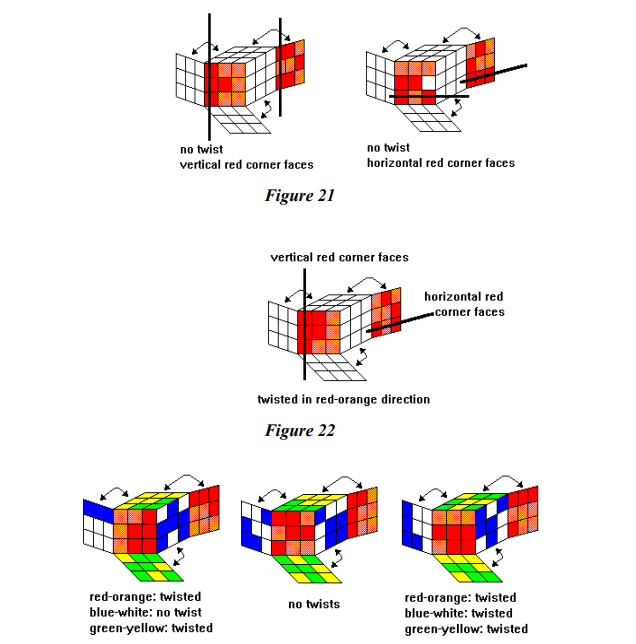 no twist
vertical red corner faces
no twist
horizontal red corner faces
Figure 21
vertical red corner faces
horizontal red
corner faces
twisted in red-orange direction
Figure 22
red-orange: twisted
blue-white: no twist
green-yellow: twisted
no twists
red-orange: twisted
blue-white: twisted
green-yellow: twisted